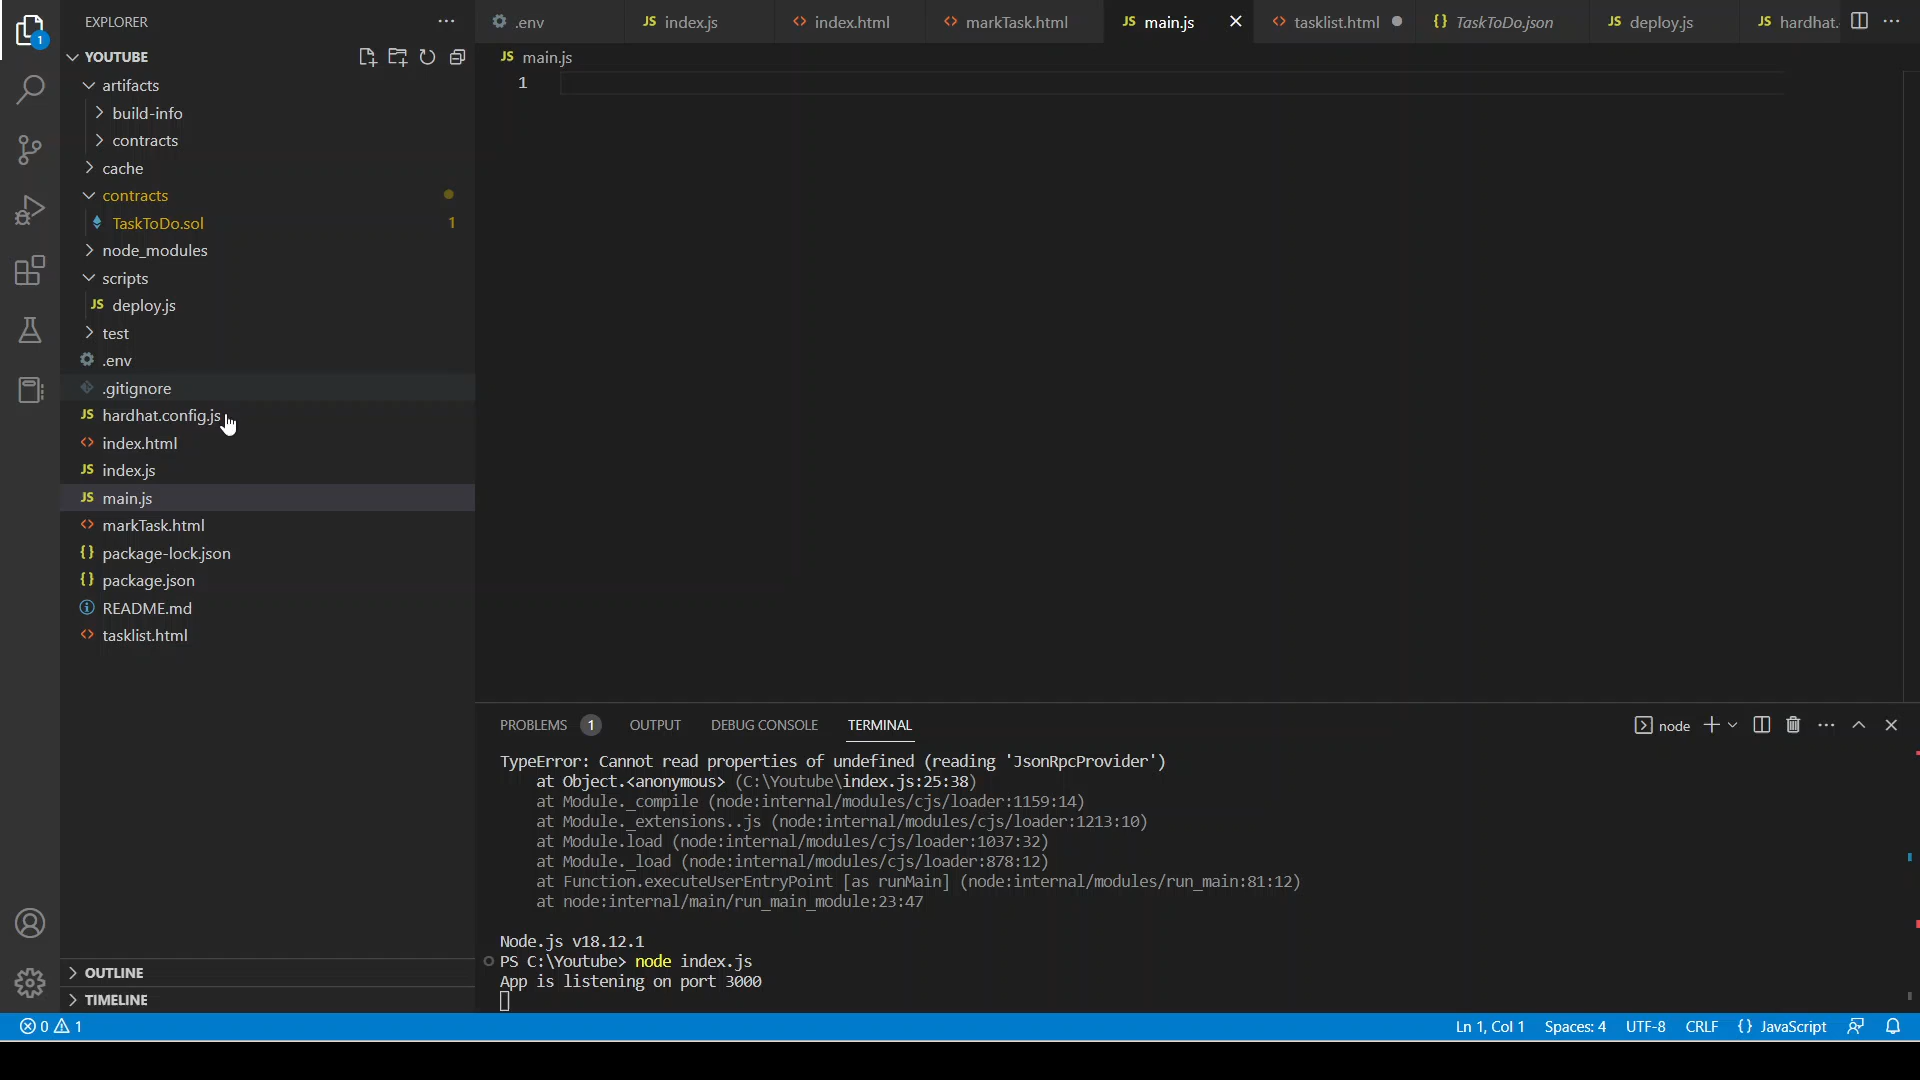 EXPLORER
.env
index.js
index.html
markTask.html
main.js
tasklist.html
TaskToDo.json
deploy.js
hardhat.
1
YOUTUBE
main.js
artifacts
1
build-info
contracts
cache
contracts
TaskToDo.sol
1
node_modules
scripts
deploy.js
test
.env
.gitignore
hardhat.config.js
index.html
index.js
main.js
markTask.html
package-lock.json
package.json
README.md
tasklist.html
PROBLEMS 1 OUTPUT DEBUG CONSOLE TERMINAL
node
TypeError: Cannot read properties of undefined (reading 'JsonRpcProvider')
at Object.<anonymous> (C:\Youtube\index.js:25:38)
at Module._compile (node:internal/modules/cjs/loader:1159:14)
at Module._extensions..js (node:internal/modules/cjs/loader:1213:10)
at Module.load (node:internal/modules/cjs/loader:1037:32)
at Module._load (node:internal/modules/cjs/loader:878:12)
at Function.executeUserEntryPoint [as runMain] (node:internal/modules/run_main:81:12)
at node:internal/main/run_main_module:23:47
Node.js v18.12.1
PS C:\Youtube> node index.js
App is listening on port 3000
OUTLINE
TIMELINE
0 1
Ln 1, Col 1 Spaces: 4 UTF-8 CRLF {} JavaScript